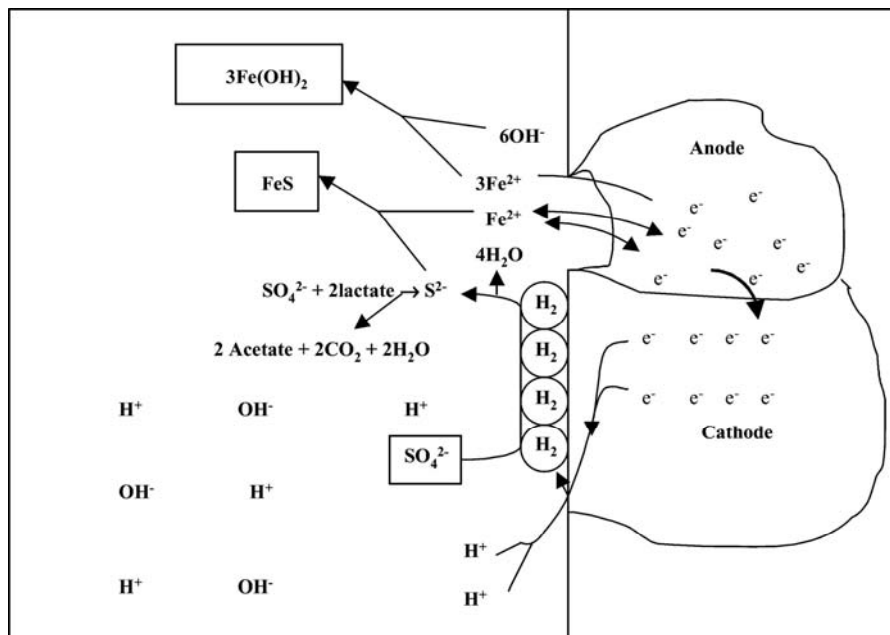 3Fe(OH)₂
6OH⁻
Anode
3Fe²⁺
FeS
e⁻ e⁻
Fe²⁺
e⁻ e⁻ e⁻
4H₂O
e⁻ e⁻ e⁻
SO₄²⁻ + 2lactate → S²⁻
H₂
2 Acetate + 2CO₂ + 2H₂O
H₂
e⁻ e⁻ e⁻ e⁻
H⁺ OH⁻ H⁺
H₂
e⁻ e⁻ e⁻ e⁻
Cathode
SO₄²⁻
H₂
OH⁻ H⁺
H⁺
H⁺ OH⁻ H⁺